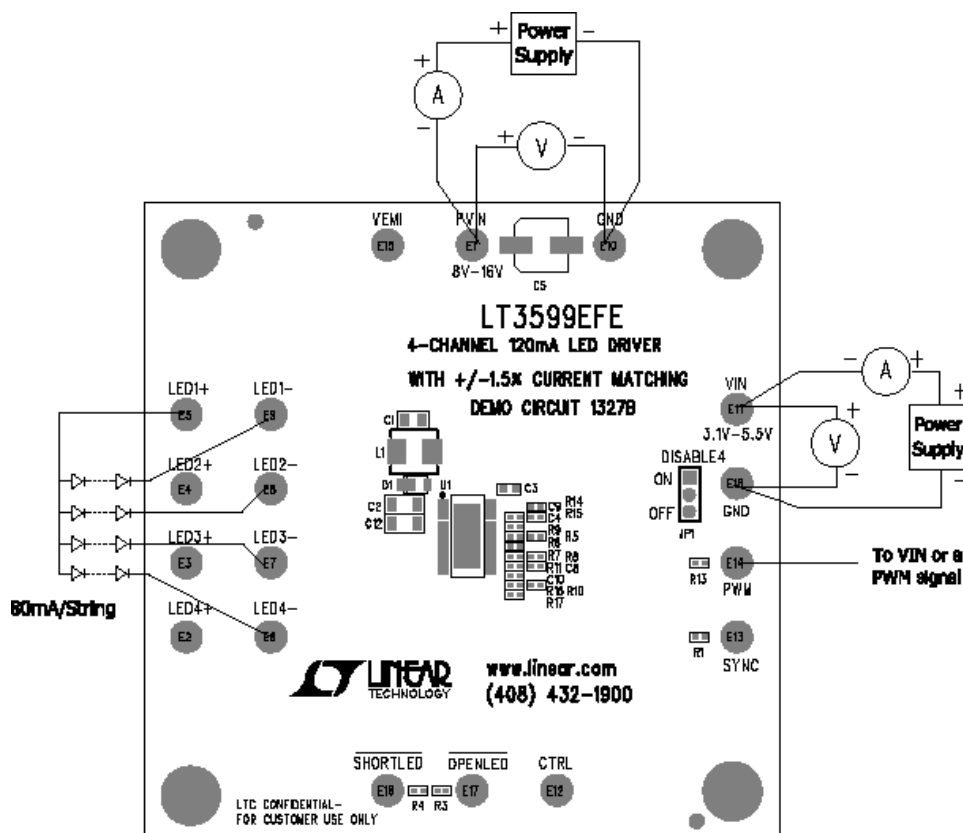 + Power Supply -
+
A
-
+ V -
VEMI PVIN GND
E15 E1 E10
8V-16V
C5
LT3599EFE
4-CHANNEL 120mA LED DRIVER
WITH +/-1.5% CURRENT MATCHING
DEMO CIRCUIT 1327B
- A +
VIN
E11
3.1V-5.5V
+
V
-
+
Power Supply
-
DISABLE4
ON
OFF
JP1
GND
LED1+ LED1-
E5 E9
LED2+ LED2-
E4
LED3+ LED3-
E3 E7
LED4+ LED4-
E2 E6
80mA/String
C1
L1
D1 U1
C2
C12
C3
R14
C9 R15
C4
R9
R6 R5
R7 R8
R11 C8
C10
R16 R10
R17
R13
E14
PWM
To VIN or a
PWM signal
R1
E13
SYNC
LINEAR
TECHNOLOGY
www.linear.com
(408) 432-1900
SHORTLED OPENLED CTRL
E18 R4 R3 E17 E12
LTC CONFIDENTIAL-
FOR CUSTOMER USE ONLY